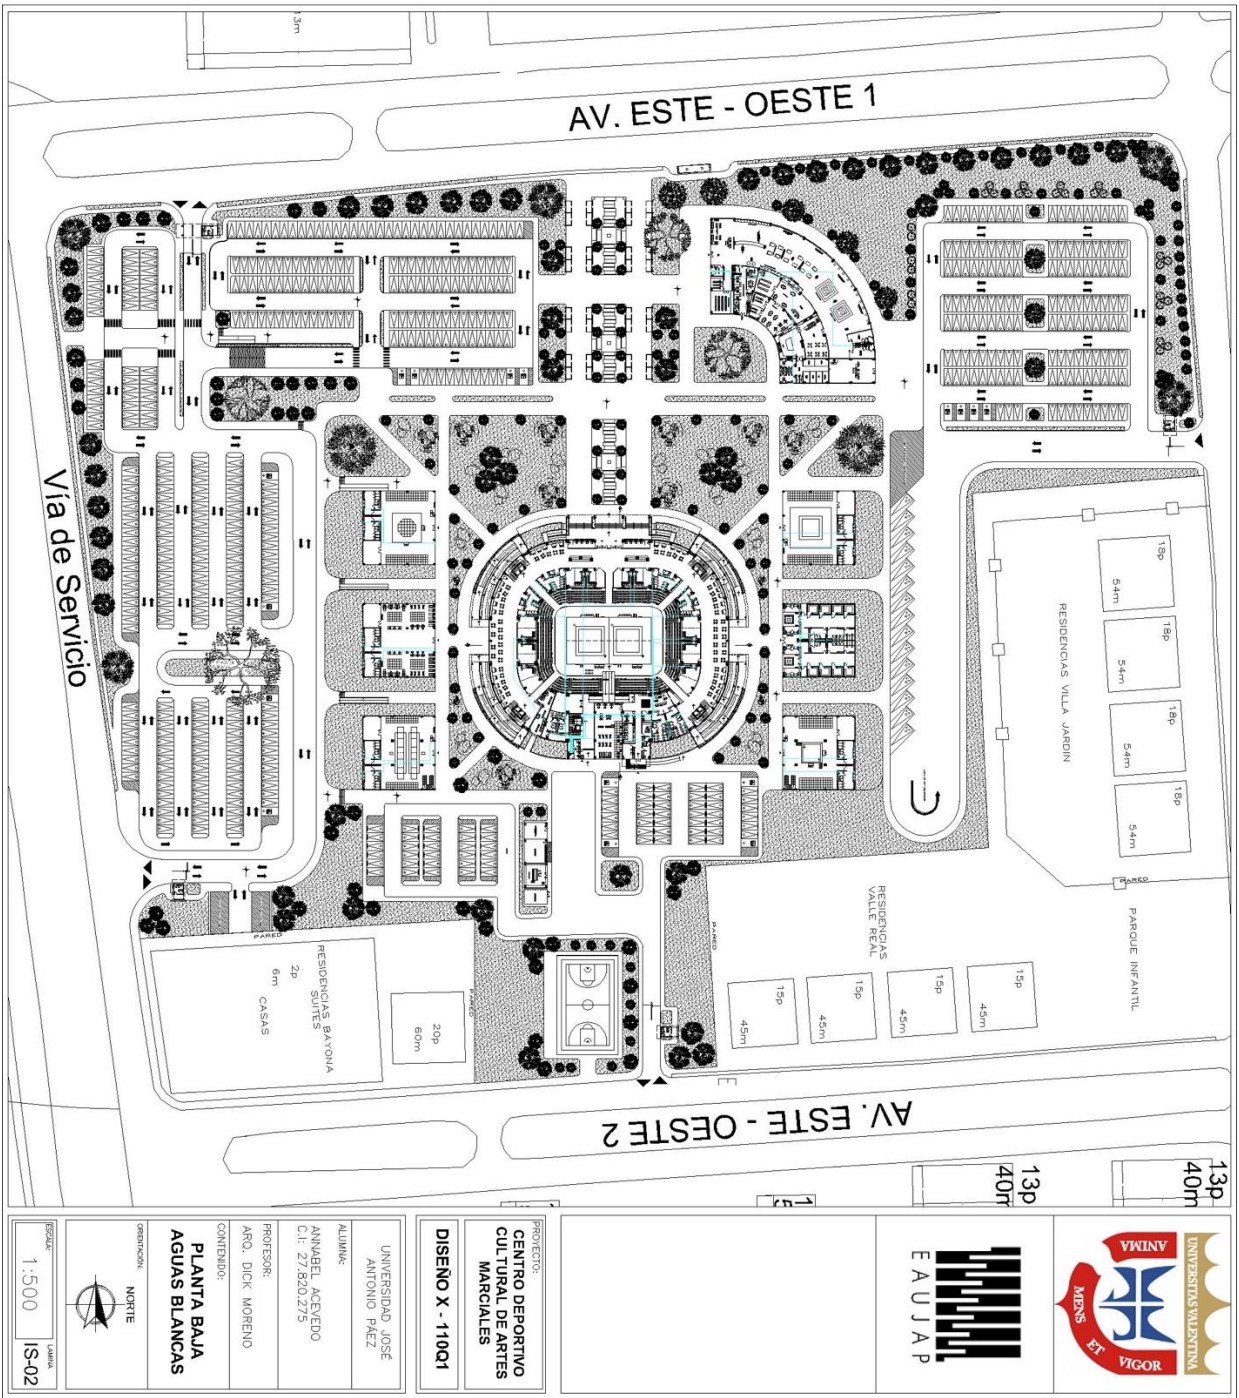 13m
AV. ESTE - OESTE 1
Vía de Servicio
18p
54m
18p
54m
18p
54m
18p
54m
RESIDENCIAS VILLA JARDIN
PARED
PARQUE INFANTIL
RESIDENCIAS
VALLE REAL
PARED
15p
45m
15p
45m
15p
45m
15p
45m
PARED
RESIDENCIAS BAYONA
SUITES
2p
6m
CASAS
PARED
20p
60m
AV. ESTE - OESTE 2
13p
40m
13p
40m
UNIVERSITAS VALENTINA
ANIMA
MENS
ET
VIGOR
EAUJAP
PROYECTO:
CENTRO DEPORTIVO
CULTURAL DE ARTES
MARCIALES
DISEÑO X - 110Q1
UNIVERSIDAD JOSÉ
ANTONIO PÁEZ
ALUMNA:
ANNABEL ACEVEDO
C.I: 27.820.275
PROFESOR:
ARQ. DICK MORENO
CONTENIDO:
PLANTA BAJA
AGUAS BLANCAS
ORIENTACIÓN:
NORTE
ESCALA:
1:500
LAMINA
IS-02